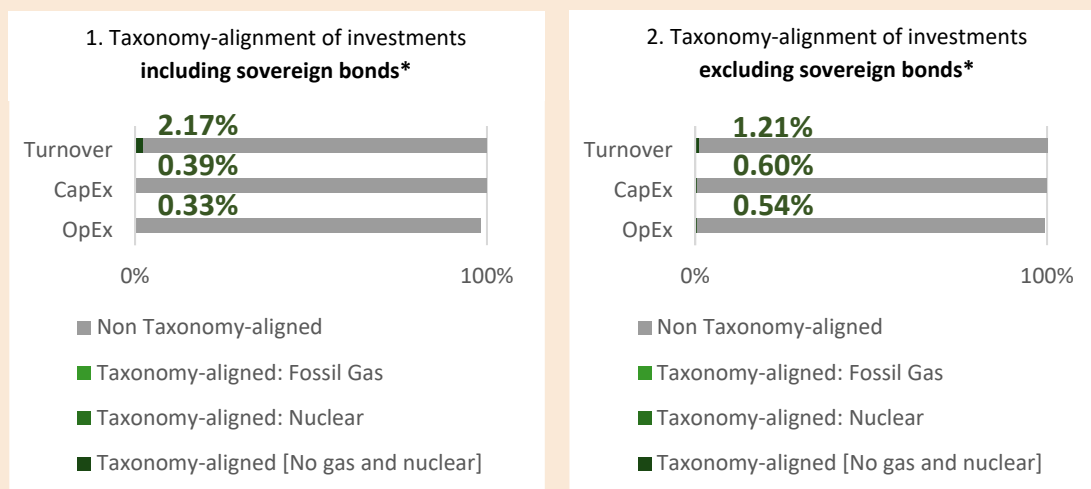 1. Taxonomy-alignment of investments
including sovereign bonds*
2.17%
Turnover
0.39%
CapEx
0.33%
OpEx
0%
100%
Non Taxonomy-aligned
Taxonomy-aligned: Fossil Gas
Taxonomy-aligned: Nuclear
Taxonomy-aligned [No gas and nuclear]
2. Taxonomy-alignment of investments
excluding sovereign bonds*
1.21%
Turnover
0.60%
CapEx
0.54%
OpEx
0%
100%
Non Taxonomy-aligned
Taxonomy-aligned: Fossil Gas
Taxonomy-aligned: Nuclear
Taxonomy-aligned [No gas and nuclear]